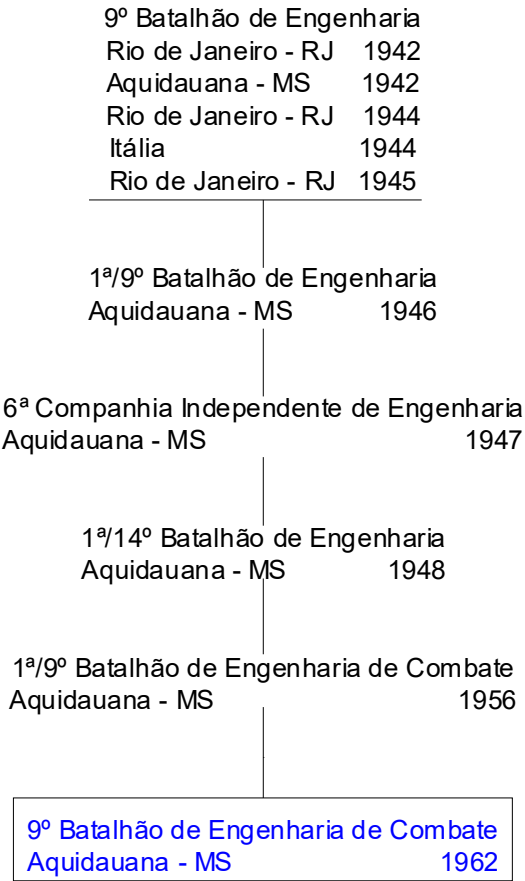 9º Batalhão de Engenharia
Rio de Janeiro - RJ 1942
Aquidauana - MS 1942
Rio de Janeiro - RJ 1944
Itália 1944
Rio de Janeiro - RJ 1945
1ª/9º Batalhão de Engenharia
Aquidauana - MS 1946
6ª Companhia Independente de Engenharia
Aquidauana - MS 1947
1ª/14º Batalhão de Engenharia
Aquidauana - MS 1948
1ª/9º Batalhão de Engenharia de Combate
Aquidauana - MS 1956
9º Batalhão de Engenharia de Combate
Aquidauana - MS 1962